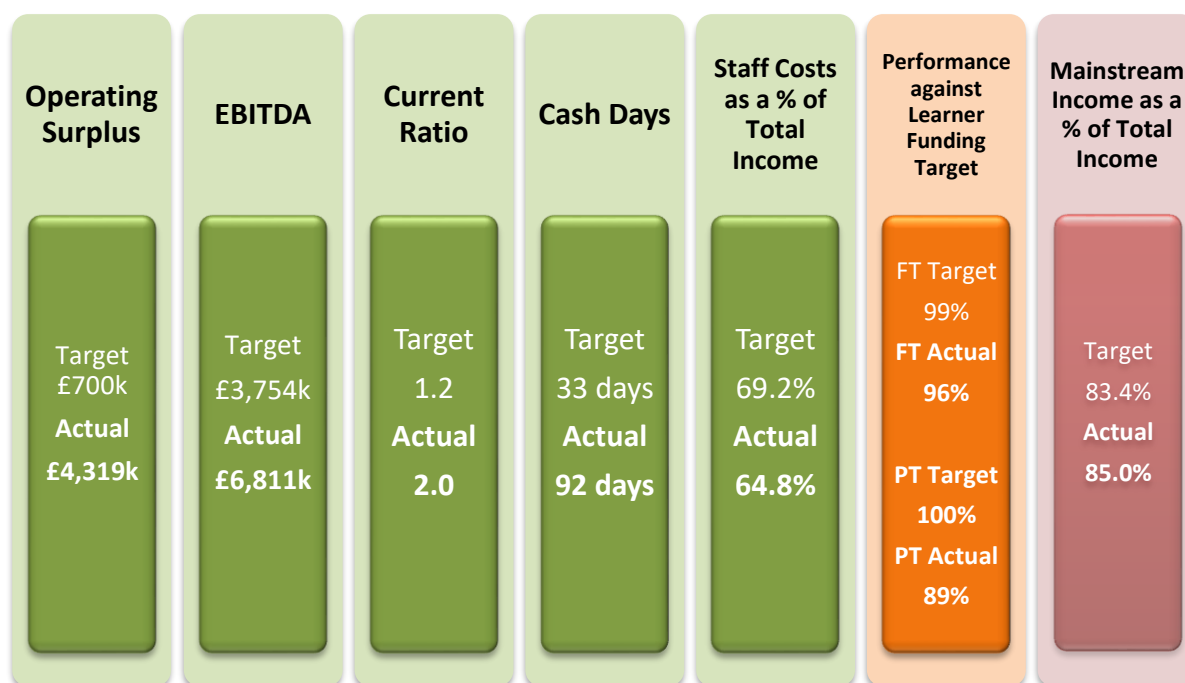 Operating
Surplus
Target
£700k
Actual
£4,319k
EBITDA
Target
£3,754k
Actual
£6,811k
Current
Ratio
Target
1.2
Actual
2.0
Cash Days
Target
33 days
Actual
92 days
Staff Costs
as a % of
Total
Income
Target
69.2%
Actual
64.8%
Performance
against
Learner
Funding
Target
FT Target
99%
FT Actual
96%
PT Target
100%
PT Actual
89%
Mainstream
Income as a
% of Total
Income
Target
83.4%
Actual
85.0%